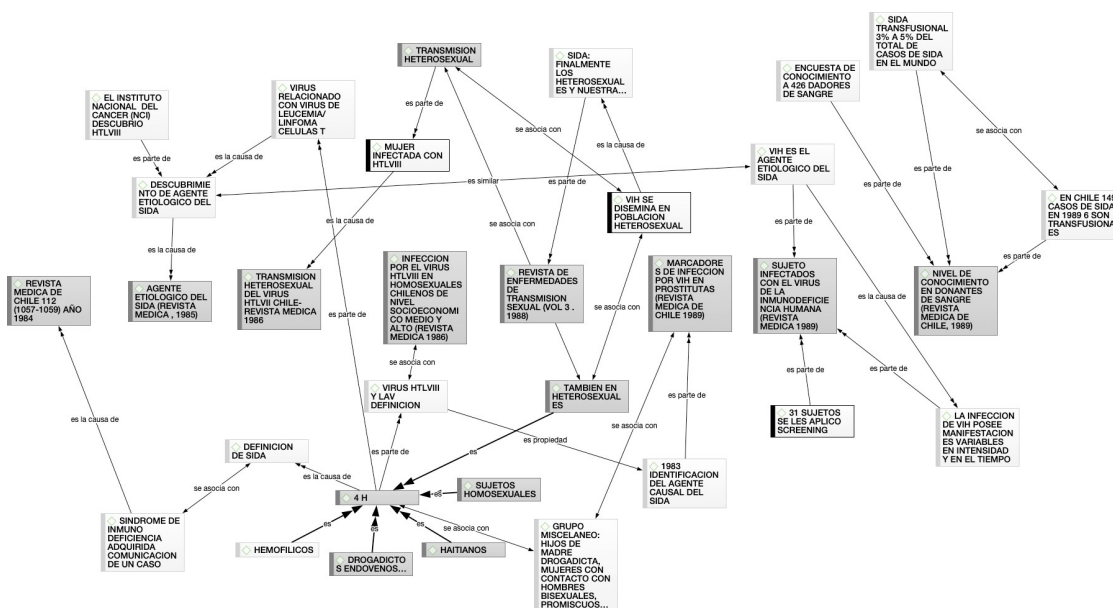 SIDA
TRANSFUSIONAL
3% A 5% DEL
TOTAL DE
CASOS DE SIDA
EN EL MUNDO
TRANSMISION
HETEROSEXUAL
SIDA:
FINALMENTE
LOS
HETEROSEXUAL
ES Y NUESTRA...
ENCUESTA DE
CONOCIMIENTO
A 426 DADORES
DE SANGRE
EL INSTITUTO
NACIONAL DEL
CANCER (NCI)
DESCUBRIO
HTLVIII
VIRUS
RELACIONADO
CON VIRUS DE
LEUCEMIA/
LINFOMA
CELULAS T
es parte de
se asocia con
se asocia con
es la causa de
MUJER
INFECTADA CON
HTLVIII
VIH ES EL
AGENTE
ETIOLOGICO DEL
SIDA
es parte de
es la causa de
DESCUBRIMIE
NTO DE AGENTE
ETIOLOGICO DEL
SIDA
es similar
es parte de
es parte de
VIH SE
DISEMINA EN
POBLACION
HETEROSEXUAL
EN CHILE 149
CASOS DE SIDA
EN 1989 6 SON
TRANSFUSIONA
ES
es la causa de
se asocia con
es parte de
es la causa de
es parte de
REVISTA
MEDICA DE
CHILE 112
(1057-1059) AÑO
1984
AGENTE
ETIOLOGICO DEL
SIDA (REVISTA
MEDICA , 1985)
TRANSMISION
HETEROSEXUAL
DEL VIRUS
HTLVII CHILE-
REVISTA MEDICA
1986
INFECCION
POR EL VIRUS
HTLVIII EN
HOMOSEXUALES
CHILENOS DE
NIVEL
SOCIOECONOMI
CO MEDIO Y
ALTO (REVISTA
MEDICA 1986)
REVISTA DE
ENFERMEDADES
DE
TRANSMISION
SEXUAL (VOL 3 .
1988)
MARCADORE
S DE INFECCION
POR VIH EN
PROSTITUTAS
(REVISTA
MEDICA DE
CHILE 1989)
SUJETO
INFECTADOS
CON EL VIRUS
DE LA
INMUNODEFICIE
NCIA HUMANA
(REVISTA
MEDICA 1989)
NIVEL DE
CONOCIMIENTO
EN DONANTES
DE SANGRE
(REVISTA
MEDICA DE
CHILE, 1989)
es la causa de
es parte de
se asocia con
se asocia con
es parte de
es parte de
VIRUS HTLVIII
Y LAV
DEFINICION
TAMBIEN EN
HETEROSEXUAL
ES
es parte de
31 SUJETOS
SE LES APLICO
SCREENING
LA INFECCION
DE VIH POSEE
MANIFESTACION
ES VARIABLES
EN INTENSIDAD
Y EN EL TIEMPO
es la causa de
se asocia con
es propiedad
DEFINICION
DE SIDA
es parte de
es
1983
IDENTIFICACION
DEL AGENTE
CAUSAL DEL
SIDA
se asocia con
es la causa de
SUJETOS
HOMOSEXUALES
es
4 H
SINDROME DE
INMUNO
DEFICIENCIA
ADQUIRIDA
COMUNICACION
DE UN CASO
es
es
es
se asocia con
HEMOFILICOS
DROGADICTO
S ENDOVENOS...
HAITIANOS
GRUPO
MISCELANEO:
HIJOS DE
MADRE
DROGADICTA,
MUJERES CON
CONTACTO CON
HOMBRES
BISEXUALES,
PROMISCUOS...